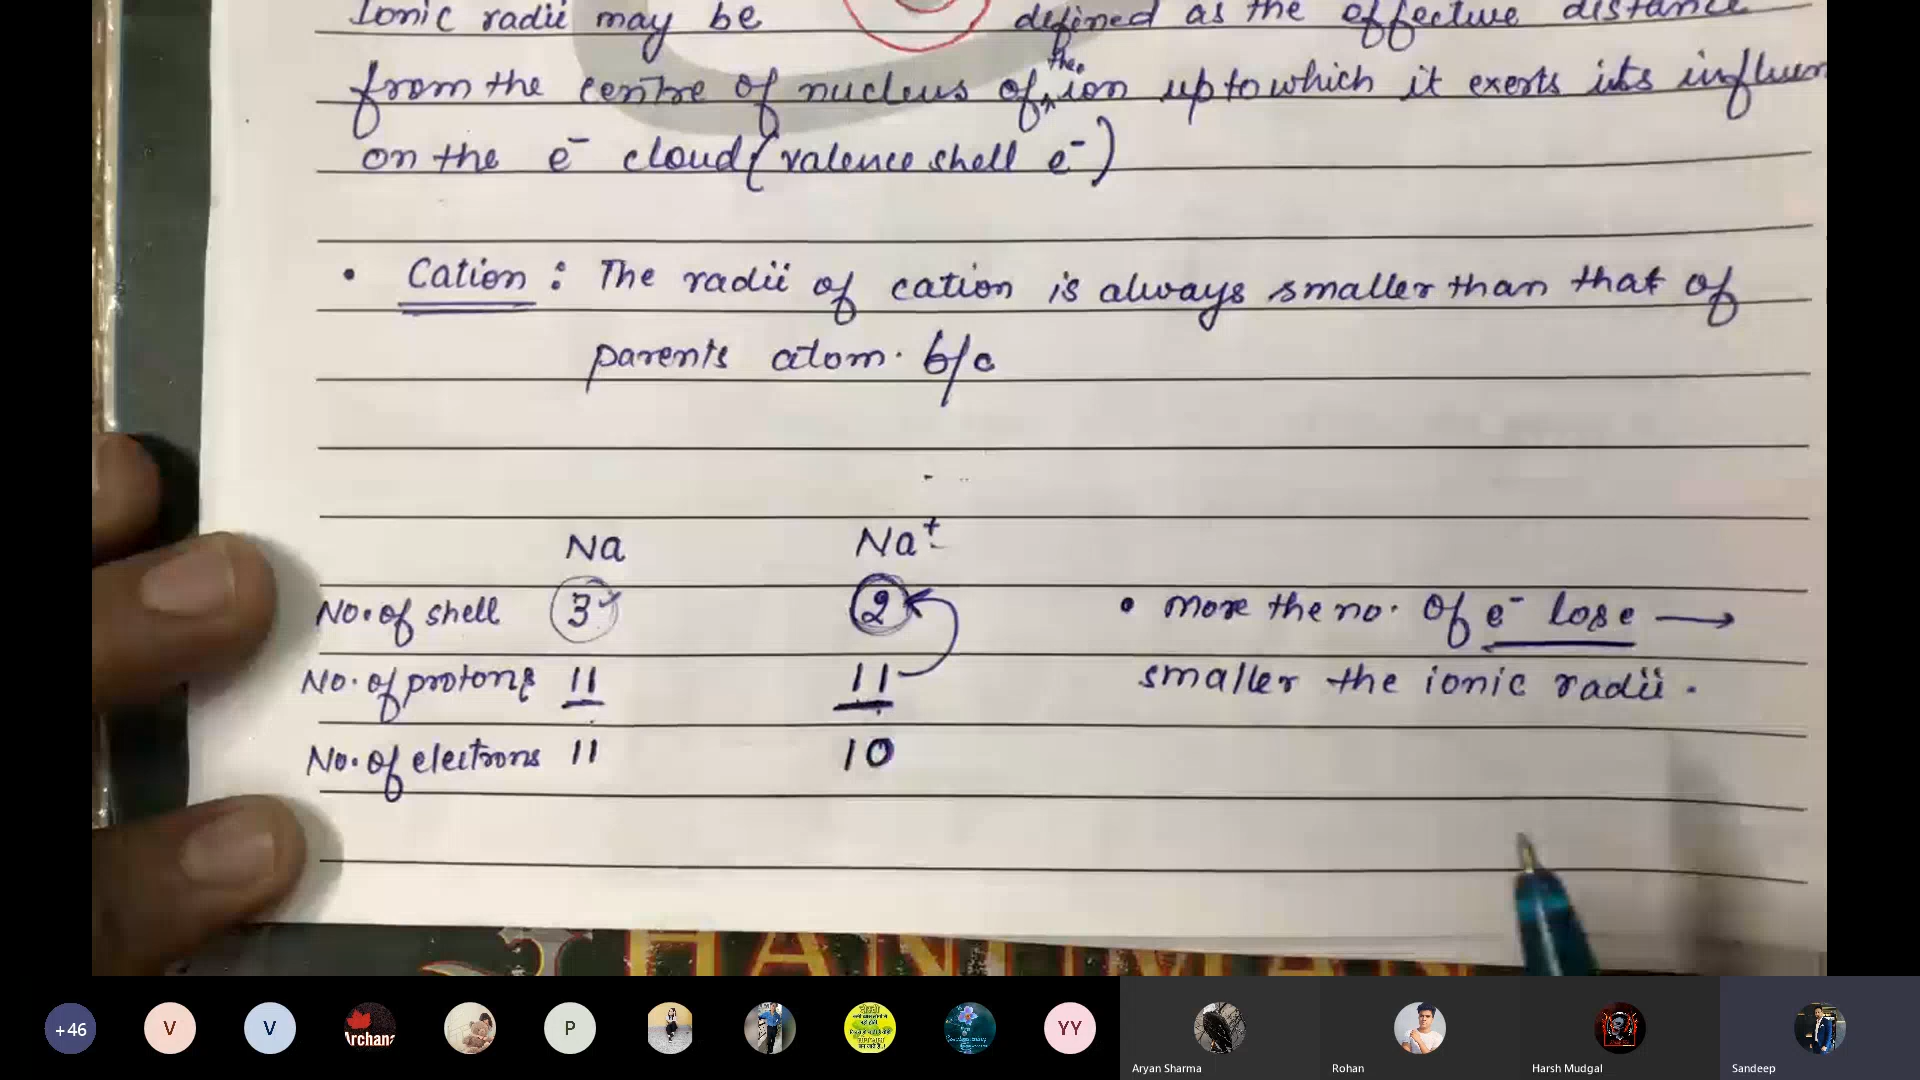 Ionic radii may be defined as the effective distance
from the centre of nucleus of the ion upto which it exerts its
on the e⁻ cloud (valence shell e⁻)
• Cation : The radii of cation is always smaller than that of
parents atom. b/c
Na Na⁺
No. of shell 3 2
No. of protons 11 11
No. of electrons 11 10
• more the no. of e⁻ lose →
smaller the ionic radii.
HANUMAN
+46 V V Archana P YY
Aryan Sharma Rohan Harsh Mudgal Sandeep